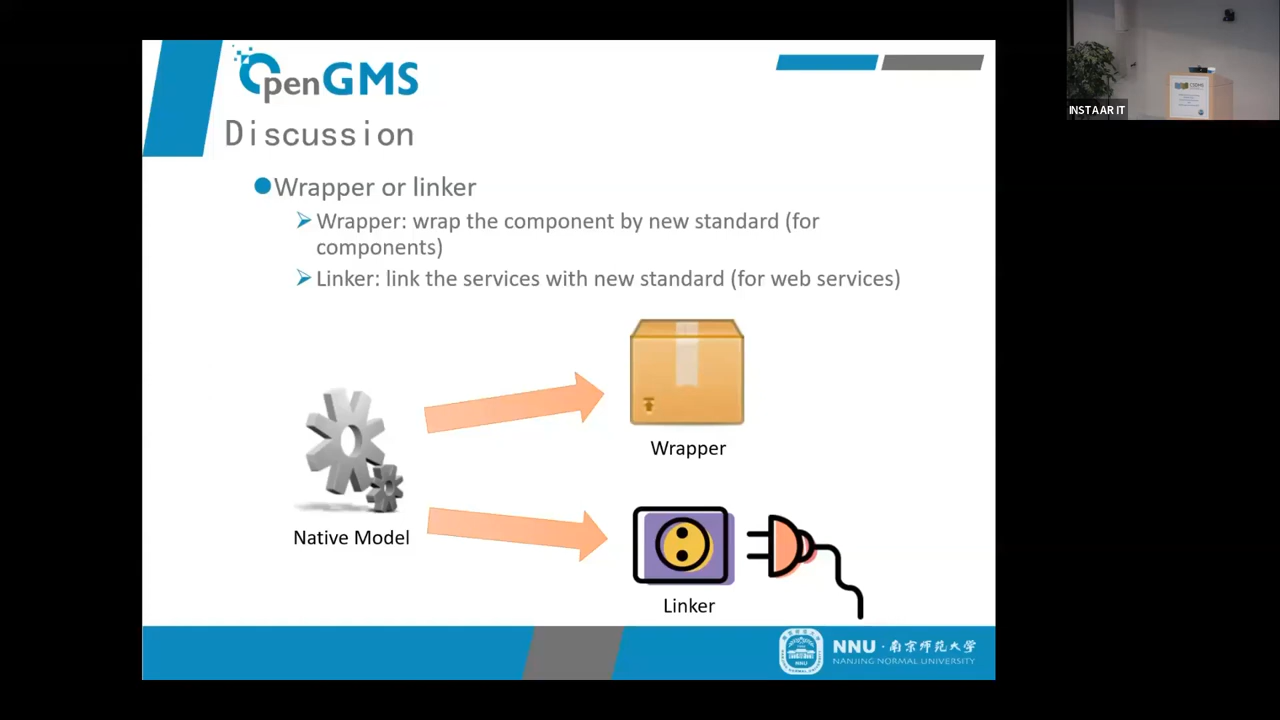 OpenGMS
Discussion
Wrapper or linker
Wrapper: wrap the component by new standard (for
components)
Linker: link the services with new standard (for web services)
Wrapper
Native Model
Linker
NNU · 南京师范大学
NANJING NORMAL UNIVERSITY
NNU
INSTAAR IT
CSDMS